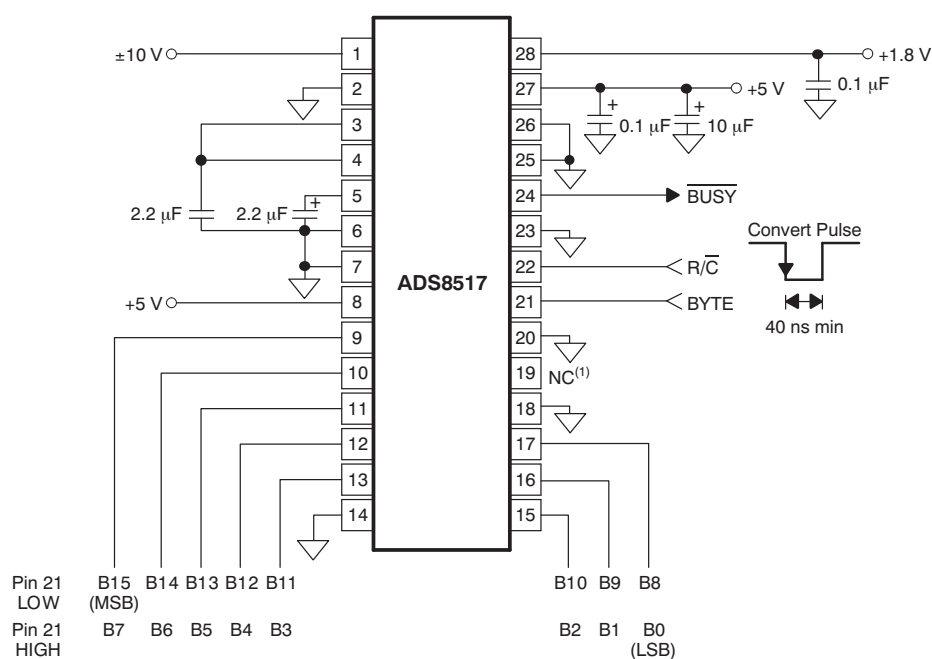 ±10 V
1
28
+1.8 V
2
27
+5 V
0.1 µF
3
26
+
0.1 µF
+
10 µF
4
25
5
+
24
BUSY
2.2 µF
2.2 µF
6
23
Convert Pulse
7
ADS8517
22
R/C
+5 V
8
21
BYTE
40 ns min
9
20
10
19
NC(1)
11
18
12
17
13
16
14
15
Pin 21 B15 B14 B13 B12 B11 B10 B9 B8
LOW (MSB)
Pin 21 B7 B6 B5 B4 B3 B2 B1 B0
HIGH (LSB)